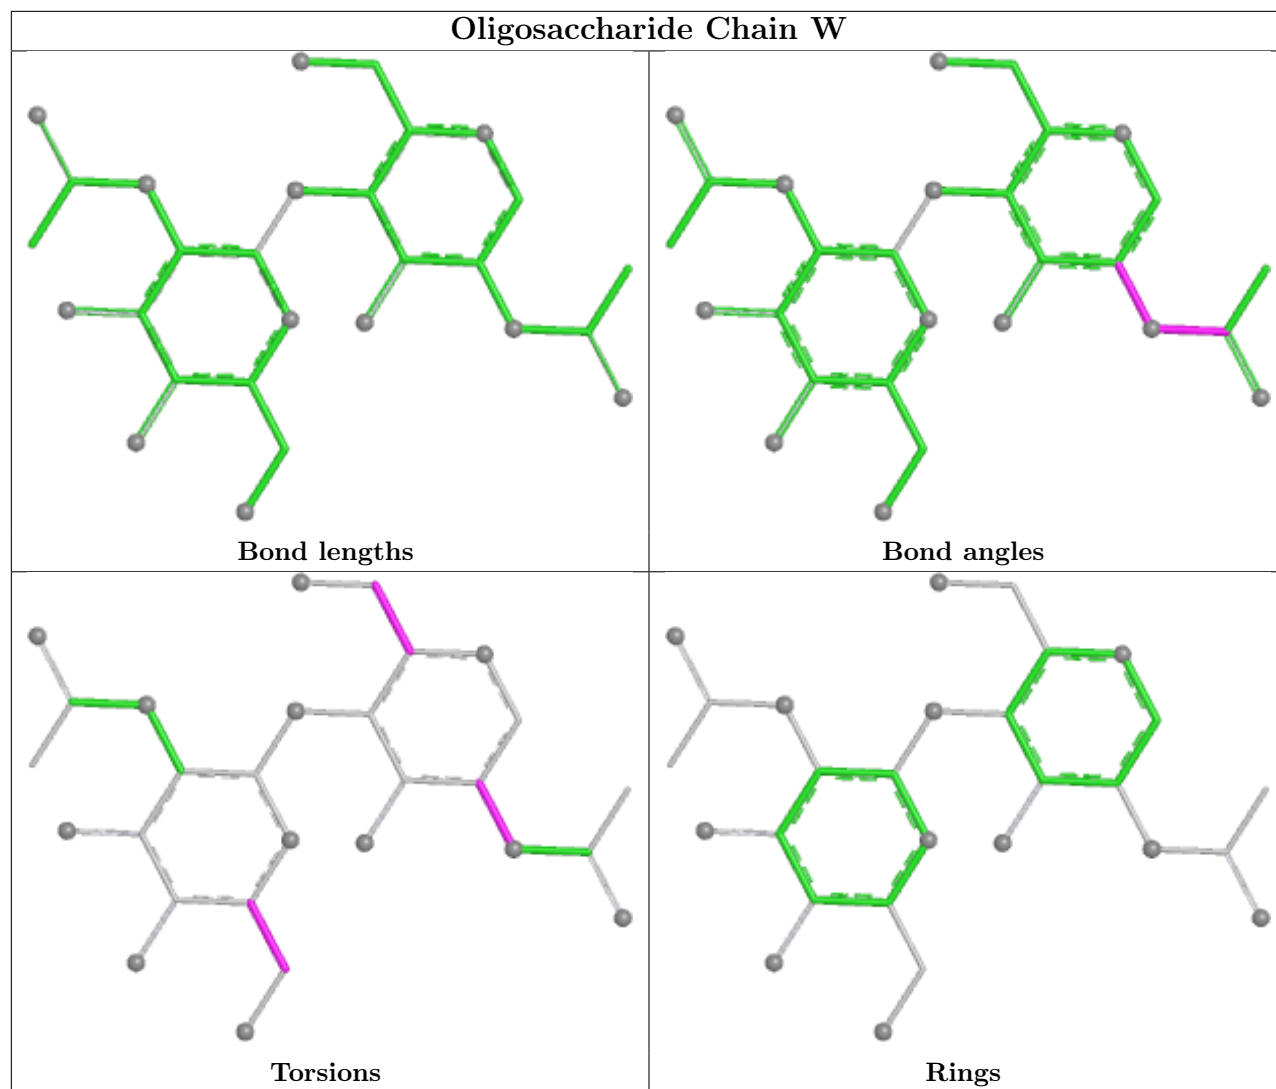 Oligosaccharide Chain W
Bond lengths
Bond angles
Torsions
Rings